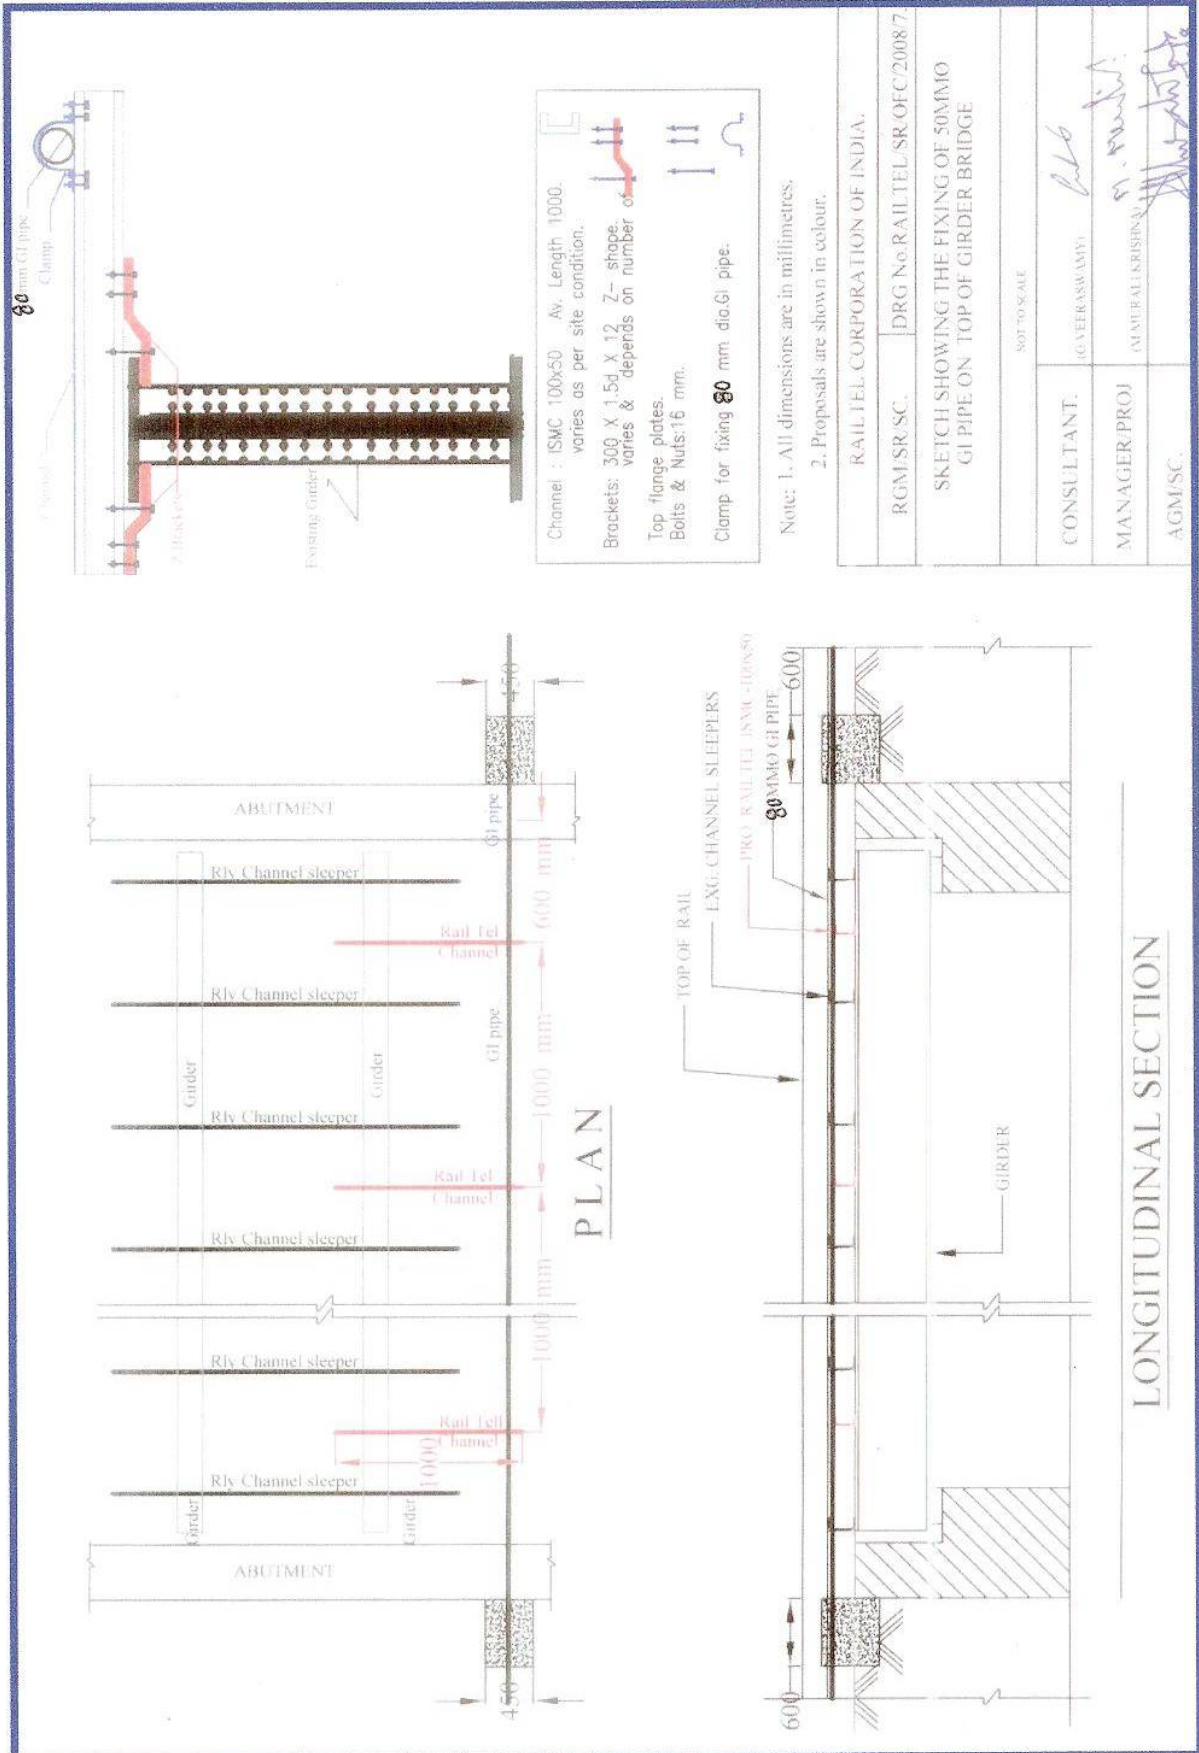 ABUTMENT
Rly Channel sleeper
Rail Tel
Channel
Rly Channel sleeper
Girder
Girder
Rly Channel sleeper
Rail Tel
Channel
Rly Channel sleeper
Rly Channel sleeper
Rail Tell
Channel
Rly Channel sleeper
Girder
Girder
ABUTMENT
GI pipe
GI pipe
450
450
600 mm
1000 mm
1000 mm
1000
PLAN
80mm GI pipe
Clamp
Channel
Z Brackets
Existing Girder
Channel : ISMC 100x50 Av. Length 1000.
varies as per site condition.
Brackets: 300 X 1.5d X 12 Z- shape.
varies & depends on number of
Top flange plates.
Bolts & Nuts:16 mm.
Clamp for fixing 80 mm dia.GI pipe.
Note: 1. All dimensions are in millimetres.
2. Proposals are shown in colour.
600
TOP OF RAIL
EXG. CHANNEL SLEEPERS
PRO RAILTEL ISMC-100x50
80MMO GI PIPE
600
GIRDER
LONGITUDINAL SECTION
RAILTEL CORPORATION OF INDIA.
RGM/SR/SC. DRG No.RAILTEL/SR/OFC/2008/7.
SKETCH SHOWING THE FIXING OF 50MMO
GI PIPE ON TOP OF GIRDER BRIDGE
NOT TO SCALE
CONSULTANT. (G.VEERASWAMY)
MANAGER/PROJ (M.MURALI KRISHNA)
AGM/SC.